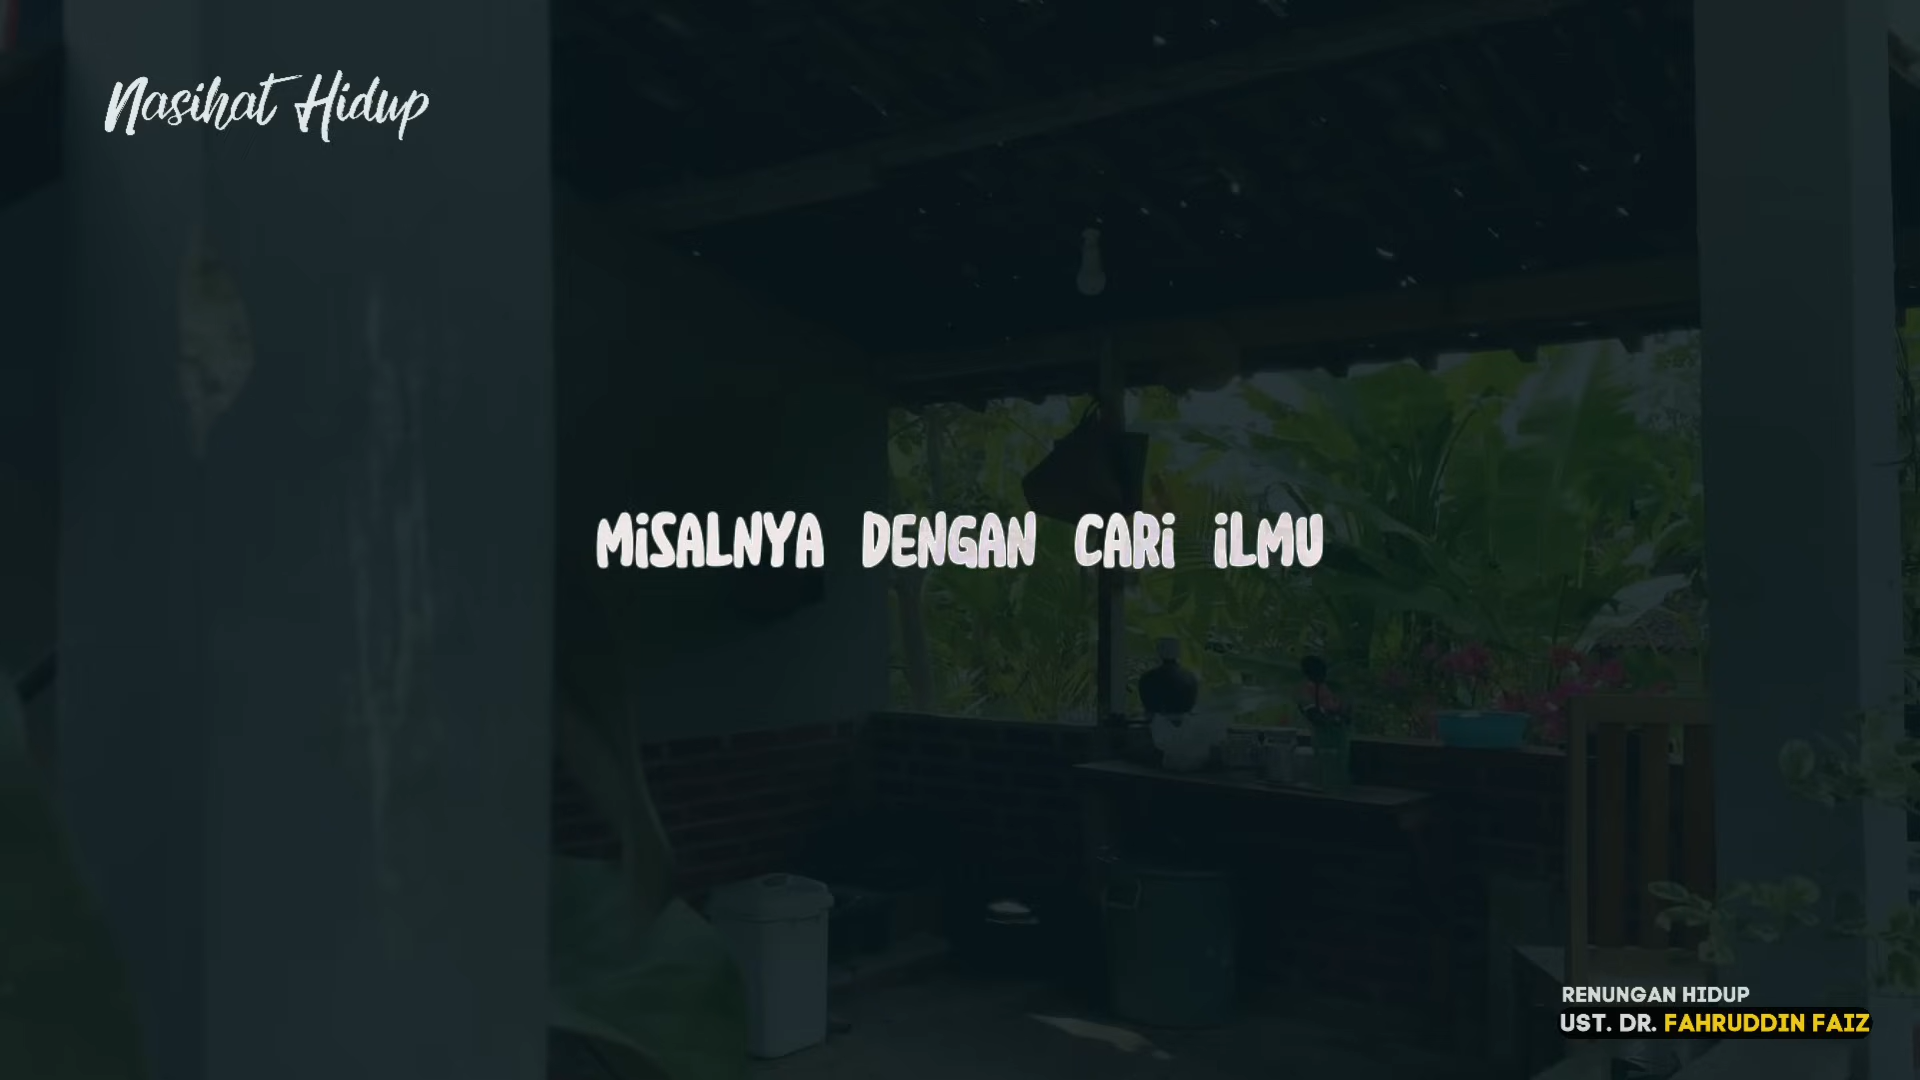 Nasihat Hidup
MiSALNYA DENGAN CARi iLMU
RENUNGAN HIDUP
UST. DR. FAHRUDDIN FAIZ